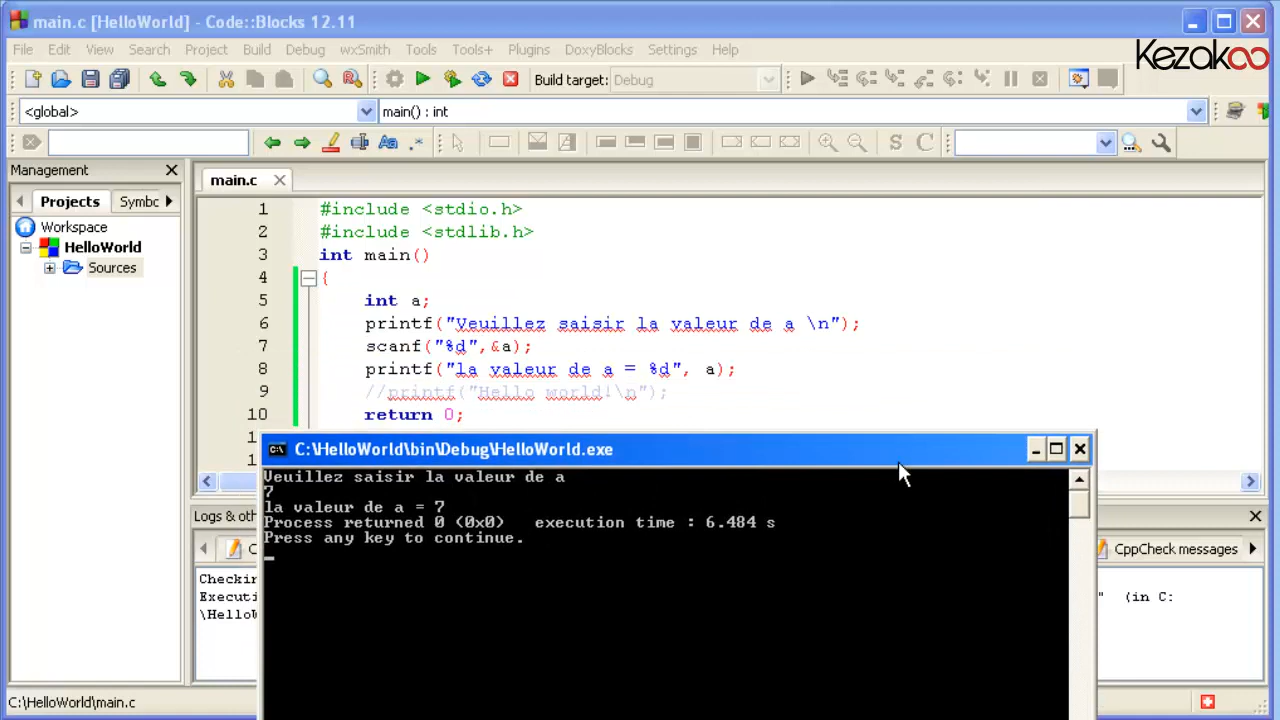 main.c [HelloWorld] - Code::Blocks 12.11
File Edit View Search Project Build Debug wxSmith Tools Tools+ Plugins DoxyBlocks Settings Help
Kezakoo
Build target: Debug
<global> main() : int
Management
Projects Symbc
Workspace
HelloWorld
Sources
main.c
1 #include <stdio.h>
2 #include <stdlib.h>
3 int main()
4 {
5 int a;
6 printf("Veuillez saisir la valeur de a \n");
7 scanf("%d",&a);
8 printf("la valeur de a = %d", a);
9 //printf("Hello world!\n");
10 return 0;
C:\HelloWorld\bin\Debug\HelloWorld.exe
Veuillez saisir la valeur de a
7
la valeur de a = 7
Process returned 0 (0x0) execution time : 6.484 s
Press any key to continue.
Logs & oth
CppCheck messages
Checkin
Executi " (in C:
\HelloW
C:\HelloWorld\main.c